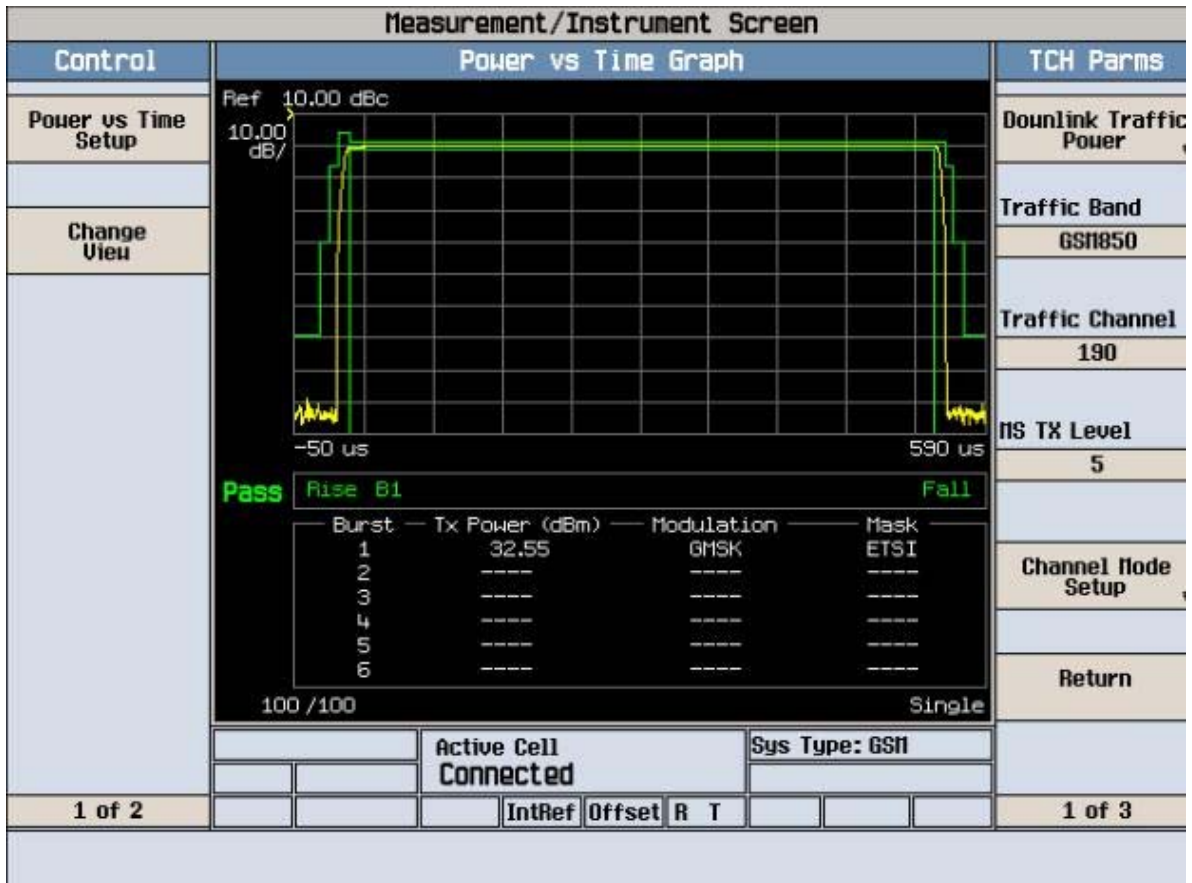 Measurement/Instrument Screen
Control
Power vs Time Graph
TCH Parms
Power vs Time
Setup
Change
View
1 of 2
Ref 10.00 dBc
10.00
dB/
-50 us
590 us
Pass
Rise B1
Fall
Burst Tx Power (dBm) Modulation Mask
1 32.55 GMSK ETSI
2 ---- ---- ----
3 ---- ---- ----
4 ---- ---- ----
5 ---- ---- ----
6 ---- ---- ----
100 /100
Single
Active Cell
Connected
Sys Type: GSM
IntRef Offset R T
Downlink Traffic
Power
Traffic Band
GSM850
Traffic Channel
190
MS TX Level
5
Channel Mode
Setup
Return
1 of 3